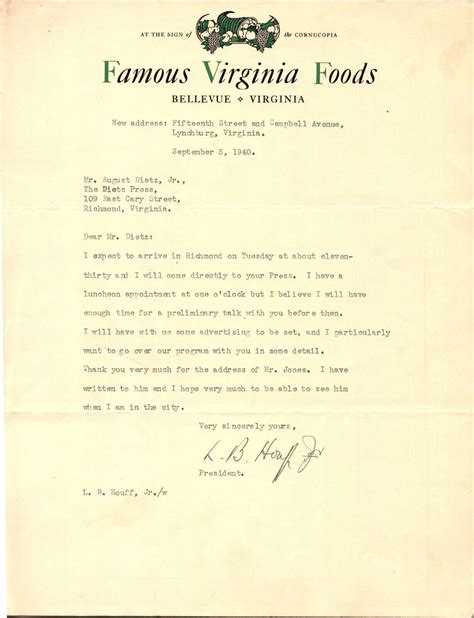 AT THE SIGN of the CORNUCOPIA
Famous Virginia Foods
BELLEVUE ❖ VIRGINIA
New address: Fifteenth Street and Campbell Avenue,
Lynchburg, Virginia.
September 5, 1940.
Mr. August Dietz, Jr.,
The Dietz Press,
109 East Cary Street,
Richmond, Virginia.
Dear Mr. Dietz:
I expect to arrive in Richmond on Tuesday at about eleven-
thirty and I will come directly to your Press. I have a
luncheon appointment at one o'clock but I believe I will have
enough time for a preliminary talk with you before then.
I will have with me some advertising to be set, and I particularly
want to go over our program with you in some detail.
Thank you very much for the address of Mr. Jones. I have
written to him and I hope very much to be able to see him
when I am in the city.
Very sincerely yours,
L. B. Houff Jr
President.
L. B. Houff, Jr./w